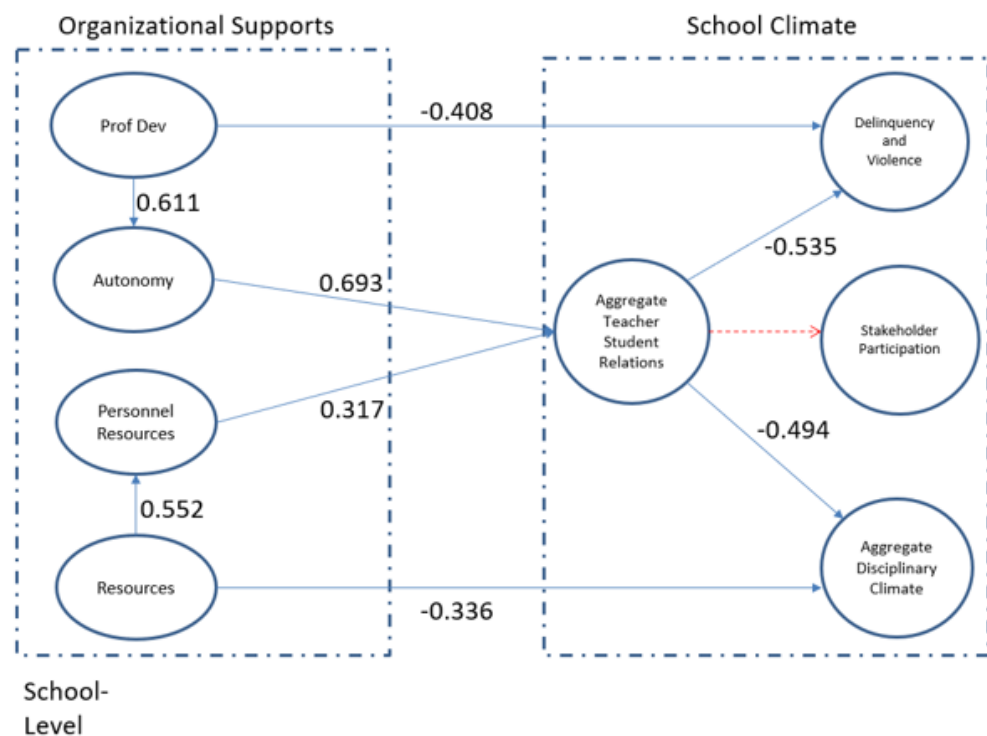 Organizational Supports
School Climate
Prof Dev
-0.408
Delinquency
and
Violence
0.611
-0.535
Autonomy
0.693
Aggregate
Teacher
Student
Relations
Stakeholder
Participation
Personnel
Resources
0.317
-0.494
0.552
Resources
-0.336
Aggregate
Disciplinary
Climate
School-
Level